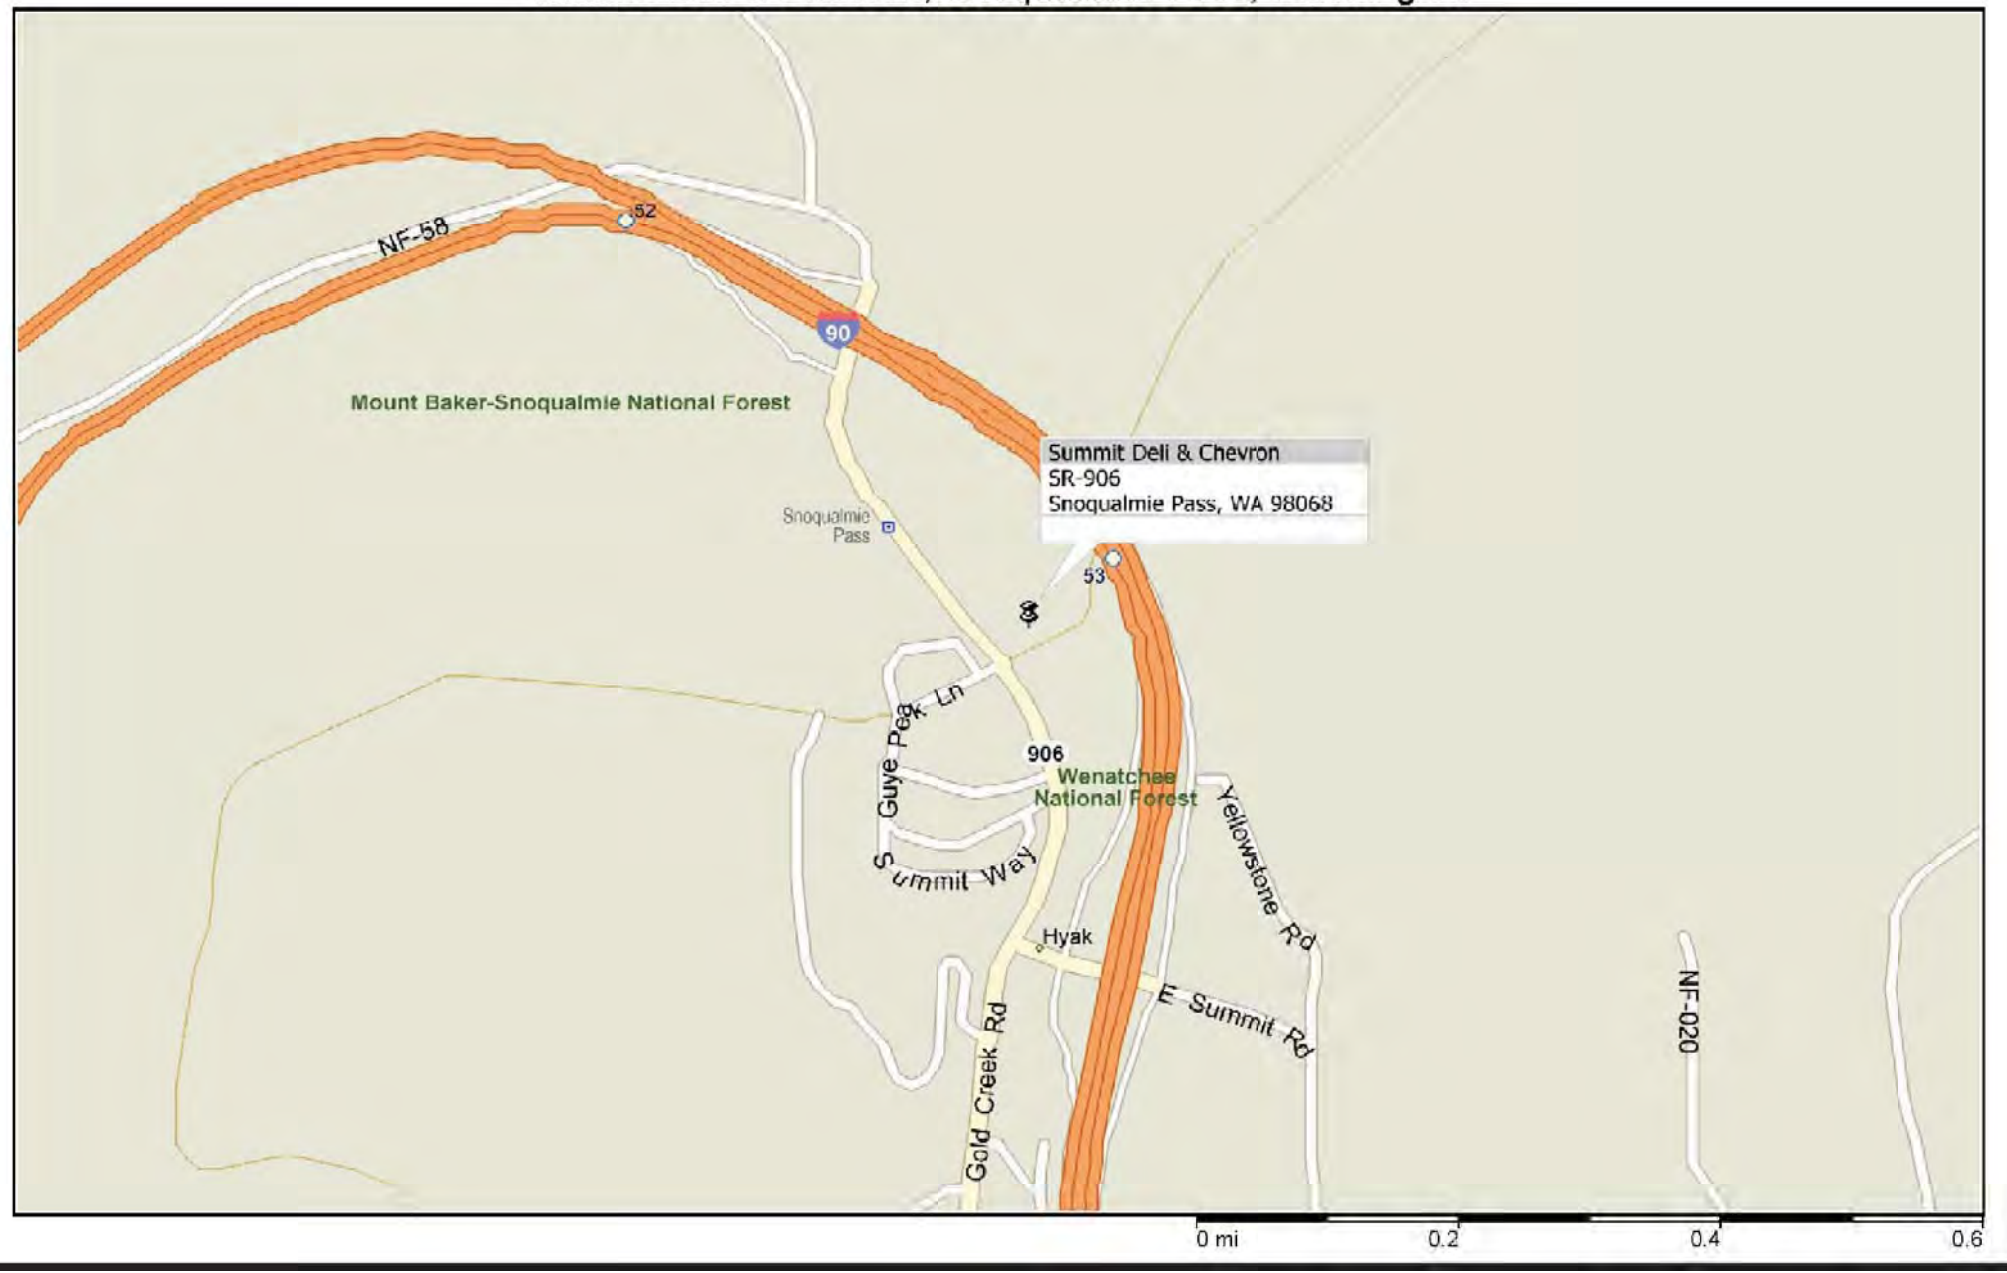 52
NF-58
90
Mount Baker-Snoqualmie National Forest
Summit Deli & Chevron
SR-906
Snoqualmie Pass, WA 98068
Snoqualmie
Pass
53
Guye Peak Ln
906
Wenatchee
National Forest
Yellowstone Rd
Summit Way
Hyak
E Summit Rd
NF-020
Gold Creek Rd
0 mi 0.2 0.4 0.6